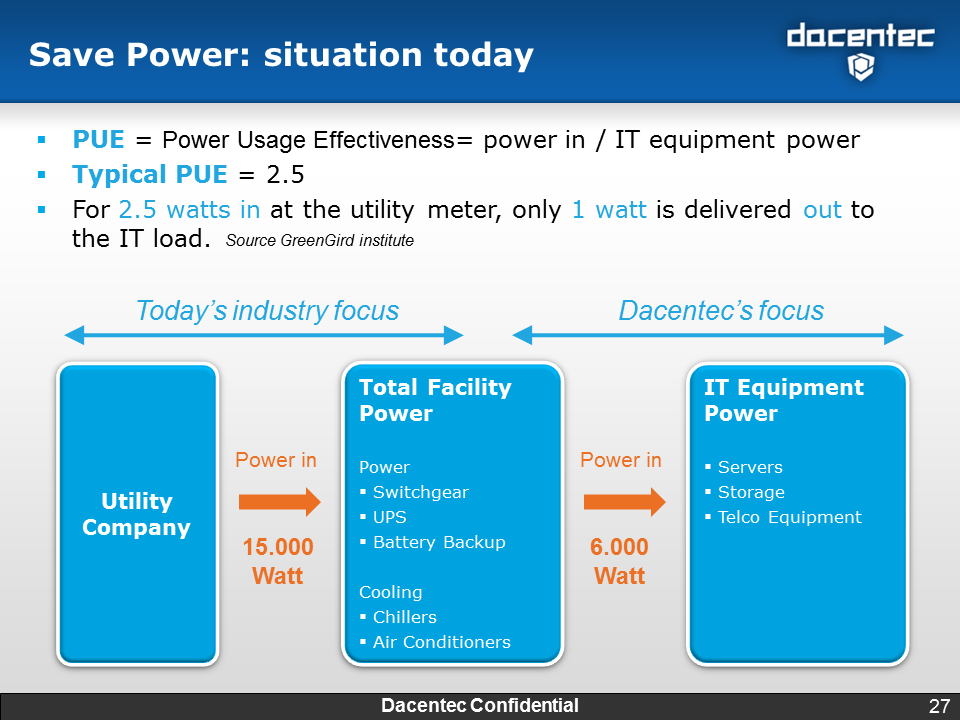 Save Power: situation today
dacentec
▪ PUE = Power Usage Effectiveness= power in / IT equipment power
▪ Typical PUE = 2.5
▪ For 2.5 watts in at the utility meter, only 1 watt is delivered out to
the IT load. Source GreenGird institute
Today's industry focus
Dacentec's focus
Utility
Company
Power in
15.000
Watt
Total Facility
Power
Power
▪ Switchgear
▪ UPS
▪ Battery Backup
Cooling
▪ Chillers
▪ Air Conditioners
Power in
6.000
Watt
IT Equipment
Power
▪ Servers
▪ Storage
▪ Telco Equipment
Dacentec Confidential
27